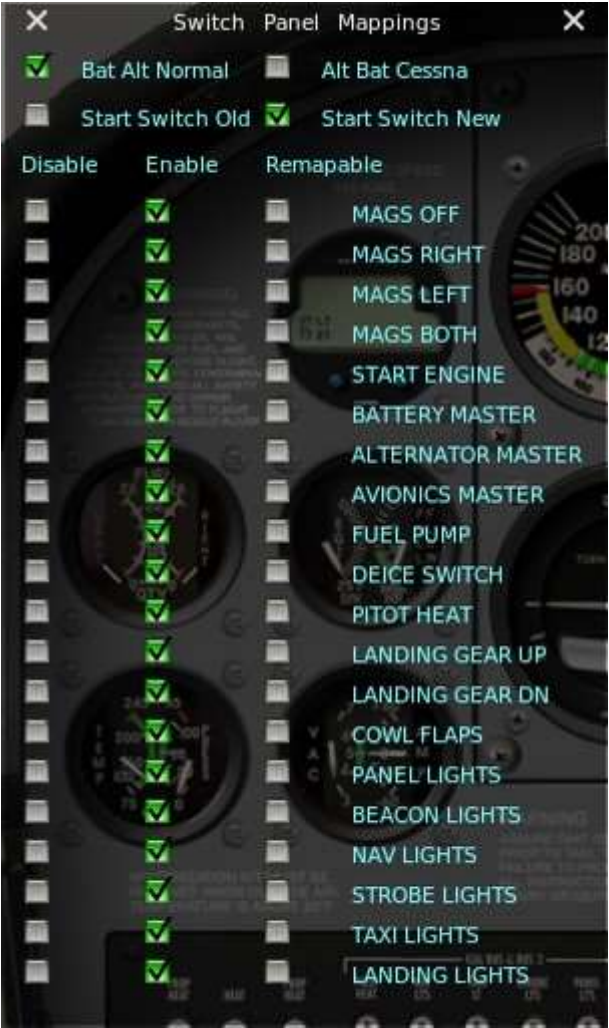 Switch Panel Mappings
Bat Alt Normal Alt Bat Cessna
Start Switch Old Start Switch New
Disable Enable Remapable
MAGS OFF
MAGS RIGHT
MAGS LEFT
MAGS BOTH
START ENGINE
BATTERY MASTER
ALTERNATOR MASTER
AVIONICS MASTER
FUEL PUMP
DEICE SWITCH
PITOT HEAT
LANDING GEAR UP
LANDING GEAR DN
COWL FLAPS
PANEL LIGHTS
BEACON LIGHTS
NAV LIGHTS
STROBE LIGHTS
TAXI LIGHTS
LANDING LIGHTS
180
160
140